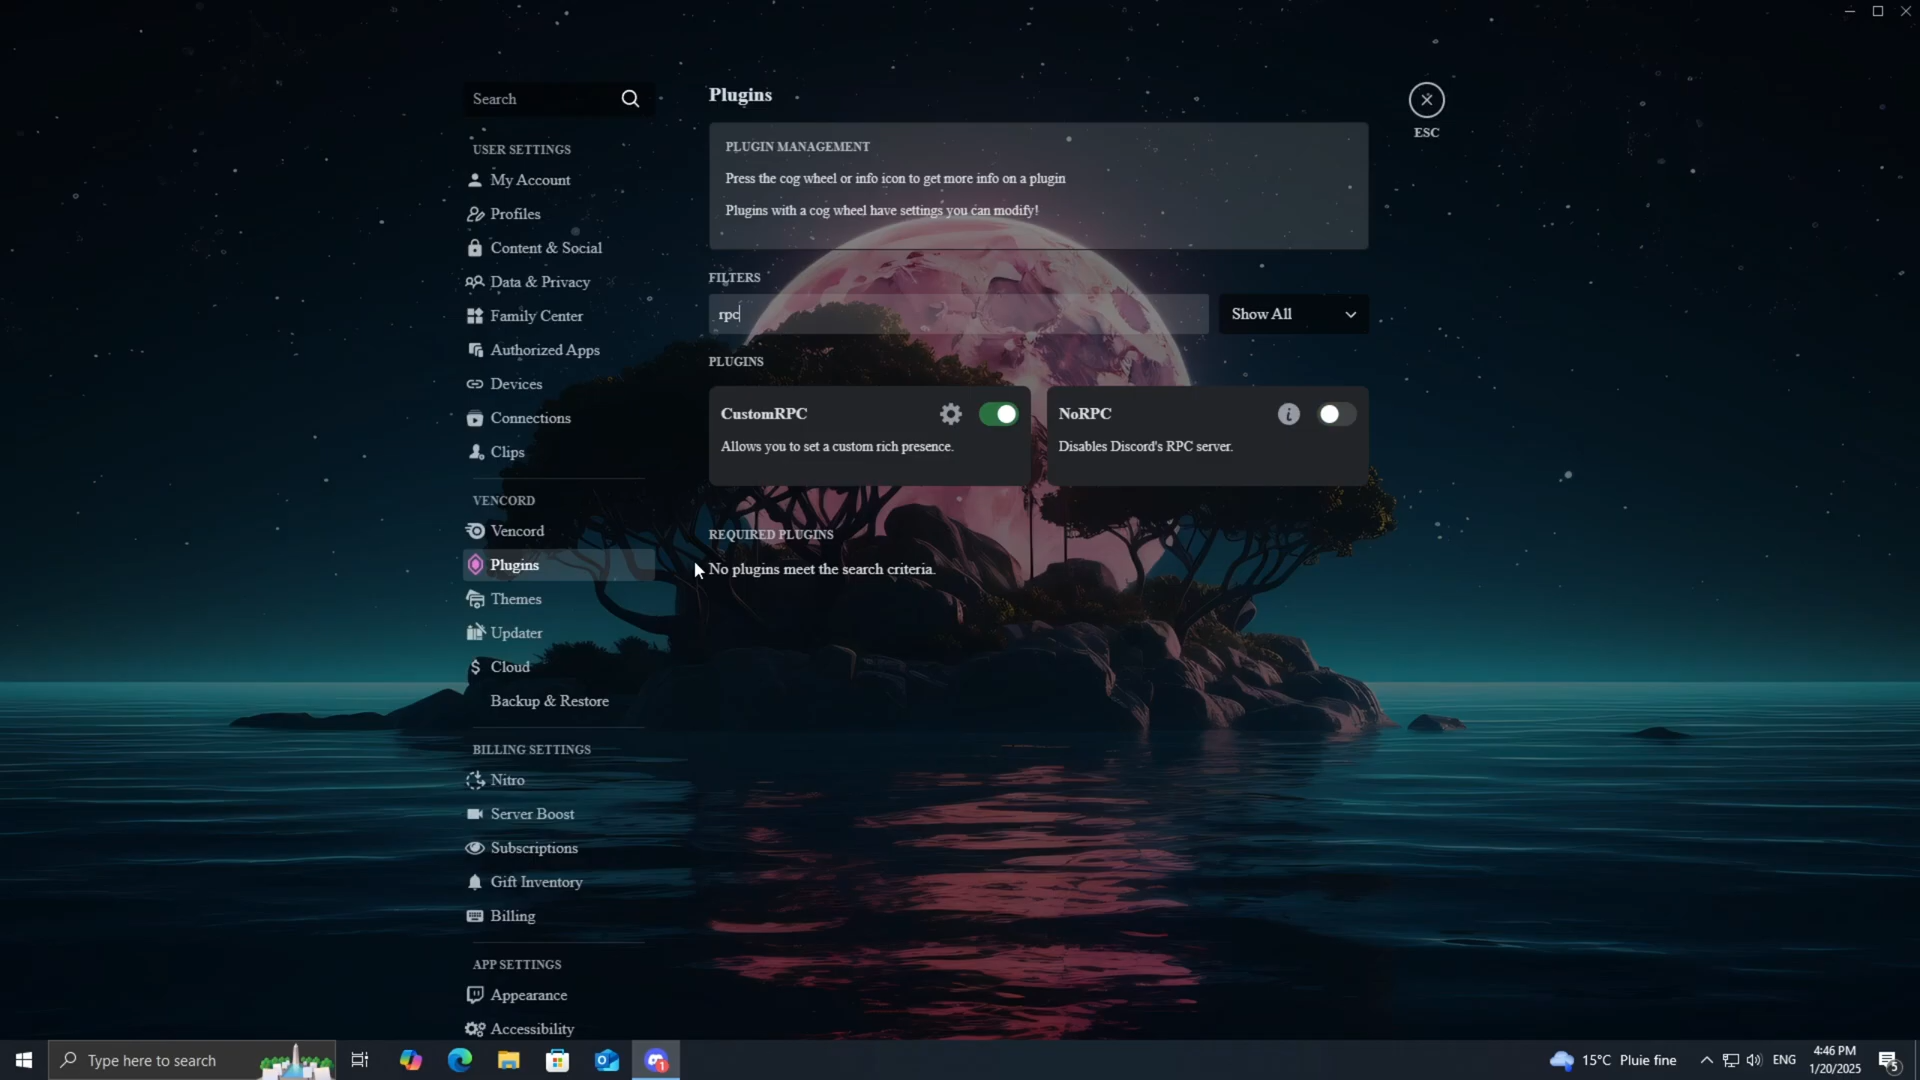 Search
USER SETTINGS
My Account
Profiles
Content & Social
Data & Privacy
Family Center
Authorized Apps
Devices
Connections
Clips
VENCORD
Vencord
Plugins
Themes
Updater
Cloud
Backup & Restore
BILLING SETTINGS
Nitro
Server Boost
Subscriptions
Gift Inventory
Billing
APP SETTINGS
Appearance
Accessibility
Plugins
PLUGIN MANAGEMENT
Press the cog wheel or info icon to get more info on a plugin
Plugins with a cog wheel have settings you can modify!
FILTERS
rpc
Show All
PLUGINS
CustomRPC
Allows you to set a custom rich presence.
NoRPC
Disables Discord's RPC server.
REQUIRED PLUGINS
No plugins meet the search criteria.
ESC
Type here to search
1
15°C Pluie fine
ENG
4:46 PM
1/20/2025
5